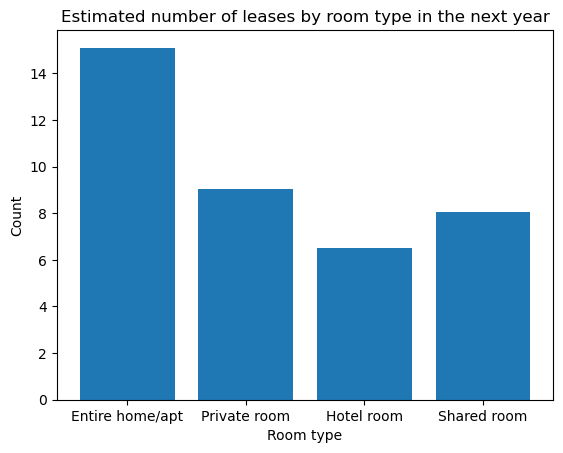 Estimated number of leases by room type in the next year
14
12
10
8
6
4
2
0
Count
Entire home/apt Private room Hotel room Shared room
Room type